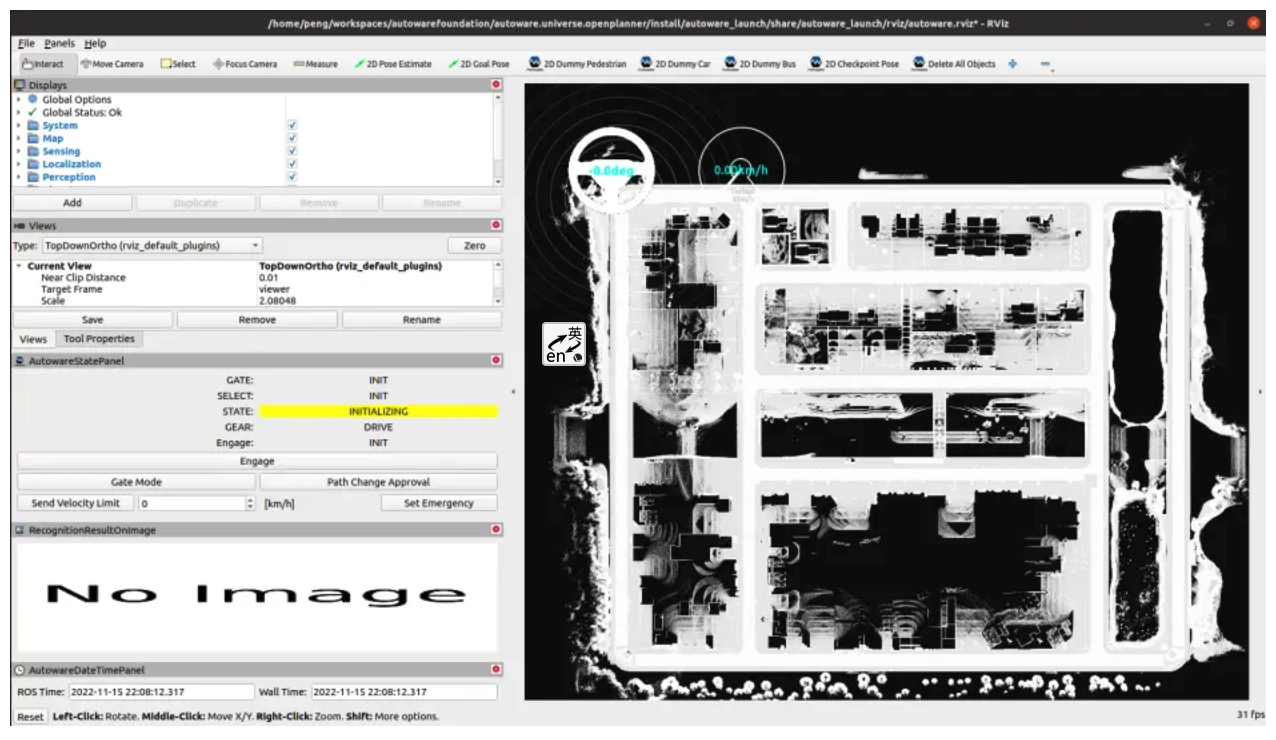 /home/peng/workspaces/autowarefoundation/autoware.universe.openplanner/install/autoware_launch/share/autoware_launch/rviz/autoware.rviz* - RViz
File Panels Help
Interact Move Camera Select Focus Camera Measure 2D Pose Estimate 2D Goal Pose 2D Dummy Pedestrian 2D Dummy Car 2D Dummy Bus 2D Checkpoint Pose Delete All Objects
Displays
Global Options
Global Status: Ok
System
Map
Sensing
Localization
Perception
Add Duplicate Remove Rename
Views
Type: TopDownOrtho (rviz_default_plugins) Zero
Current View TopDownOrtho (rviz_default_plugins)
Near Clip Distance 0.01
Target Frame viewer
Scale 2.08048
Save Remove Rename
Views Tool Properties
AutowareStatePanel
GATE: INIT
SELECT: INIT
STATE: INITIALIZING
GEAR: DRIVE
Engage: INIT
Engage
Gate Mode Path Change Approval
Send Velocity Limit 0 [km/h] Set Emergency
RecognitionResultOnImage
No Image
AutowareDateTimePanel
ROS Time: 2022-11-15 22:08:12.317 Wall Time: 2022-11-15 22:08:12.317
Reset Left-Click: Rotate. Middle-Click: Move X/Y. Right-Click: Zoom. Shift: More options.
-0.0deg
0.00km/h
英
en
31 fps